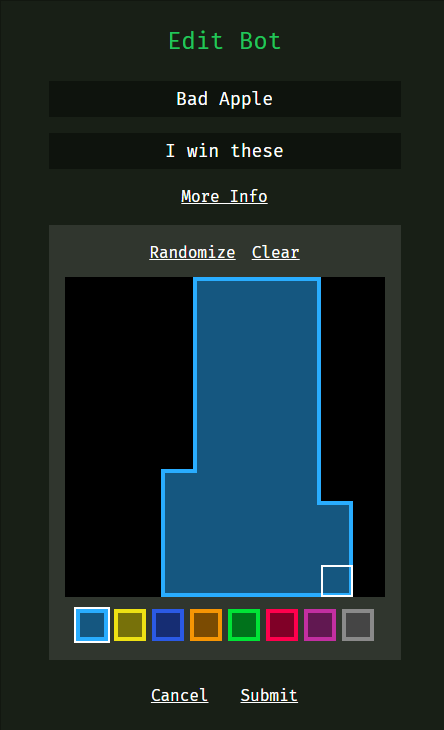 Edit Bot
Bad Apple
I win these
More Info
Randomize Clear
Cancel Submit